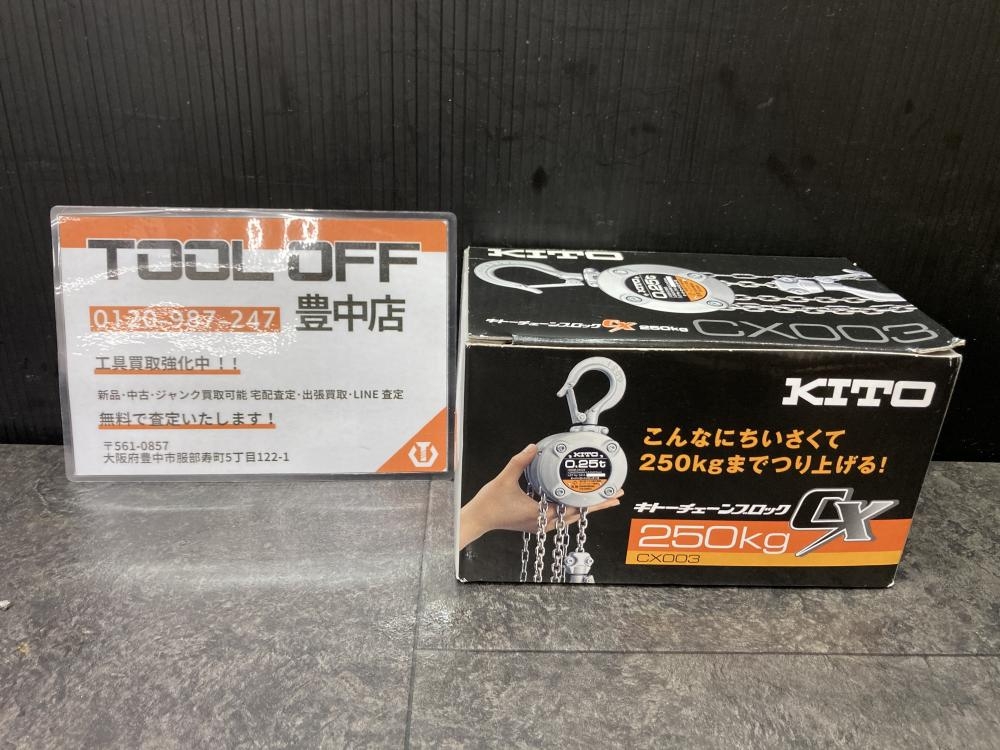 TOOL OFF
0120-987-247 豊中店
工具買取強化中！！
新品・中古・ジャンク買取可能 宅配査定・出張買取・LINE 査定
無料で査定いたします！
〒561-0857
大阪府豊中市服部寿町5丁目122-1
KITO
KITO
0.25t
キトーチェーンブロック CX 250kg CX003
KITO
こんなにちいさくて
250kgまでつり上げる!
KITO
0.25t
キトーチェーンブロック CX
250kg
CX003